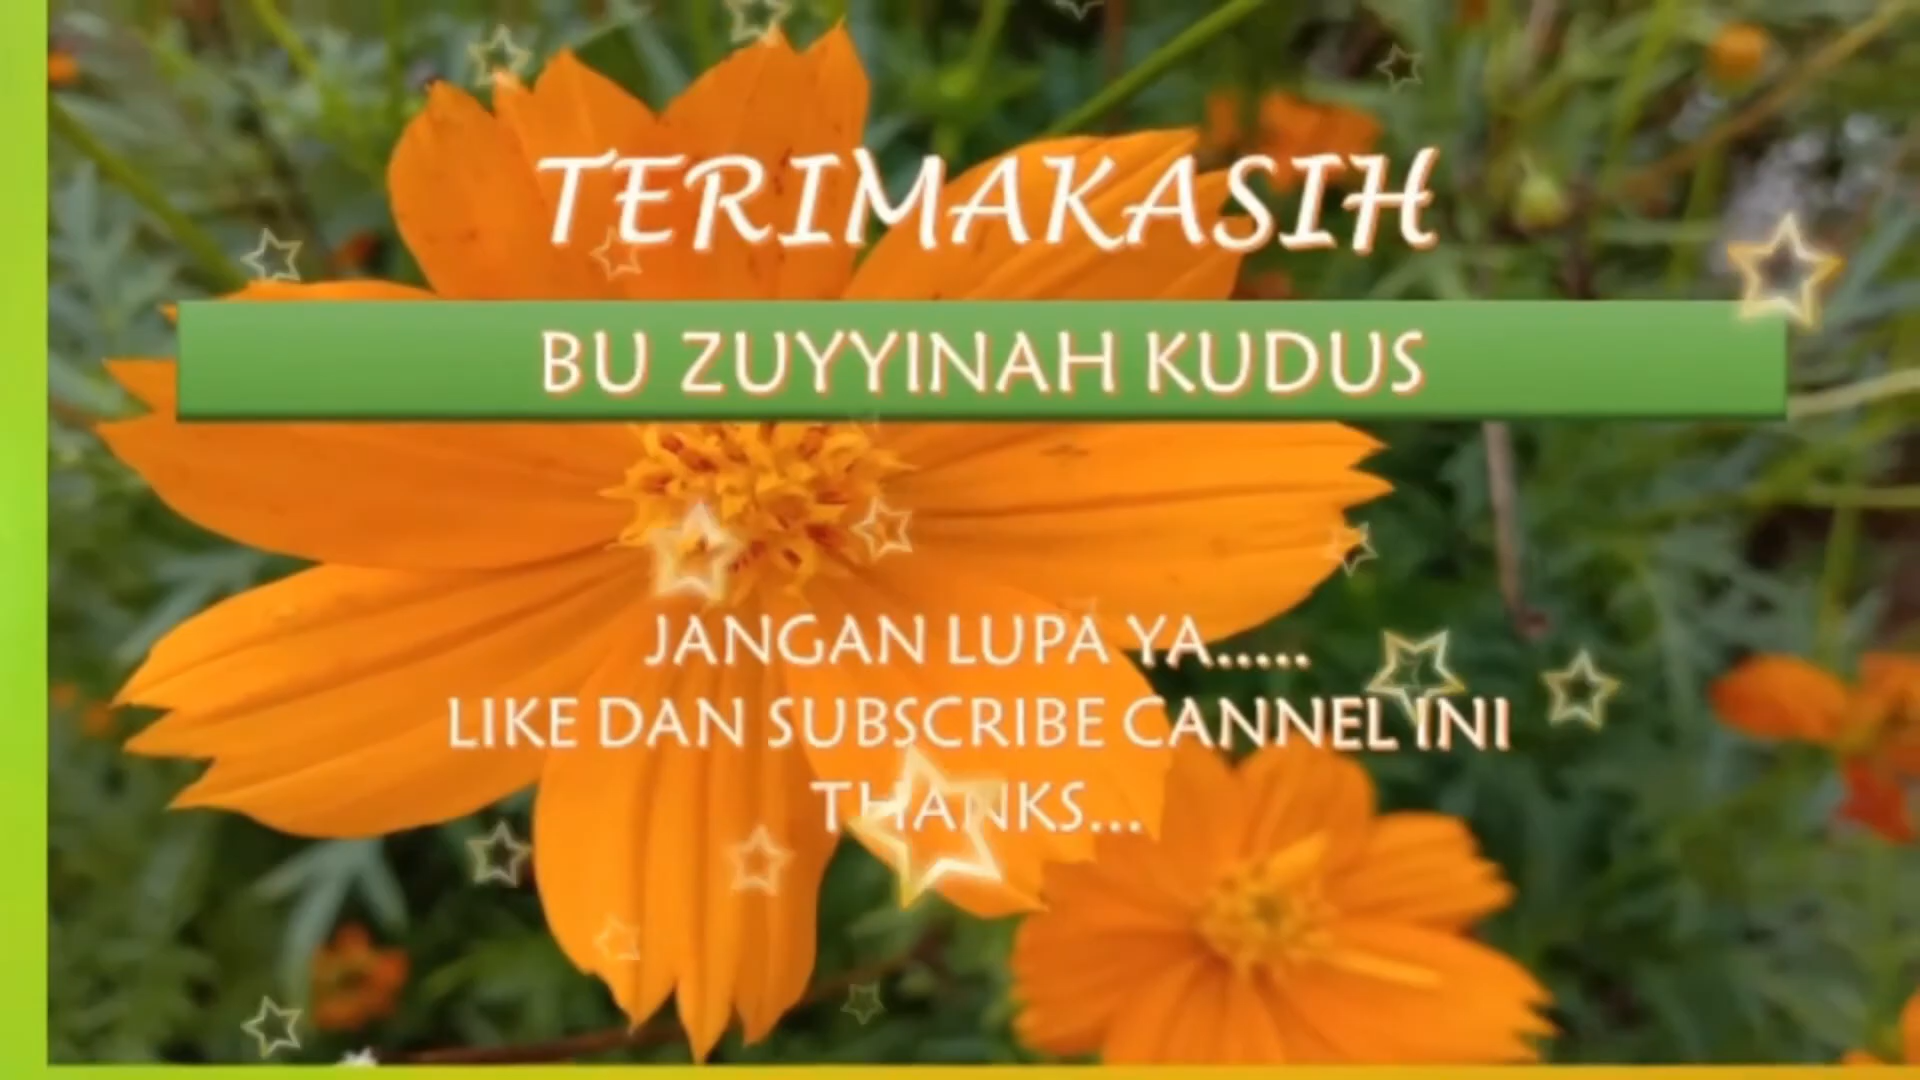 TERIMAKASIH
BU ZUYYINAH KUDUS
JANGAN LUPA YA.....
LIKE DAN SUBSCRIBE CANNEL INI
THANKS...